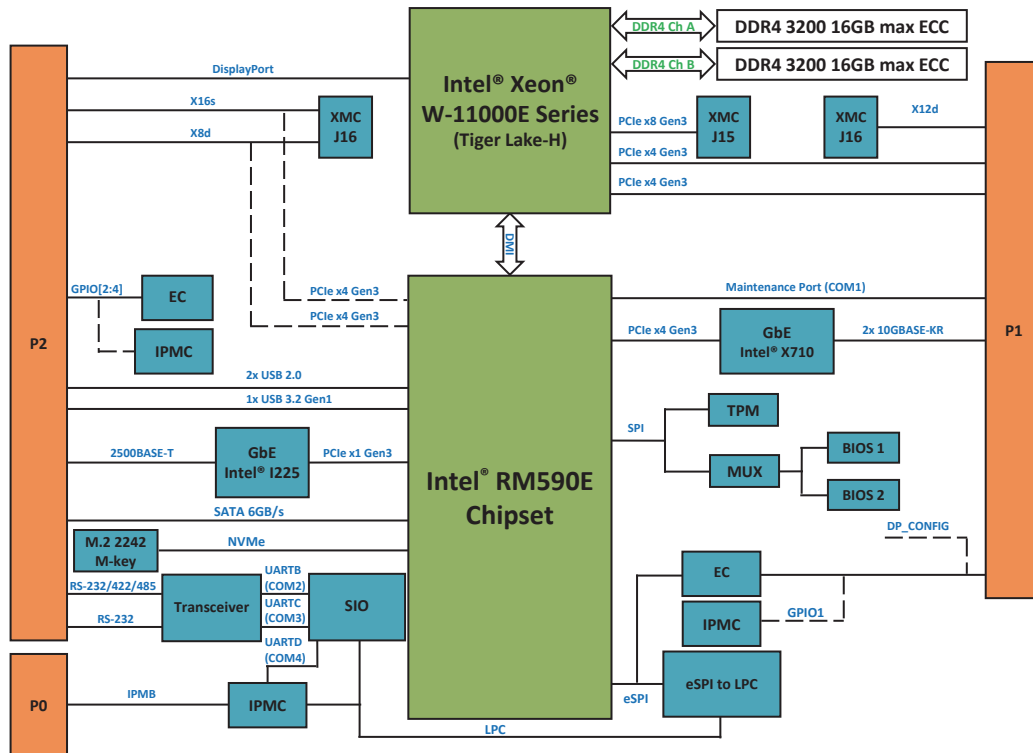 DDR4 Ch A
DDR4 3200 16GB max ECC
DDR4 Ch B
DDR4 3200 16GB max ECC
DisplayPort
Intel® Xeon®
W-11000E Series
(Tiger Lake-H)
X16s
XMC
J16
X8d
PCIe x8 Gen3
XMC
J15
XMC
J16
X12d
PCIe x4 Gen3
PCIe x4 Gen3
DMI
GPIO[2:4]
EC
IPMC
PCIe x4 Gen3
PCIe x4 Gen3
Maintenance Port (COM1)
P2
P1
PCIe x4 Gen3
GbE
Intel® X710
2x 10GBASE-KR
2x USB 2.0
1x USB 3.2 Gen1
SPI
TPM
MUX
BIOS 1
BIOS 2
2500BASE-T
GbE
Intel® I225
PCIe x1 Gen3
Intel® RM590E
Chipset
SATA 6GB/s
M.2 2242
M-key
NVMe
DP_CONFIG
RS-232/422/485
RS-232
Transceiver
UARTB
(COM2)
UARTC
(COM3)
SIO
UARTD
(COM4)
EC
IPMC
GPIO1
P0
IPMB
IPMC
eSPI
eSPI to LPC
LPC